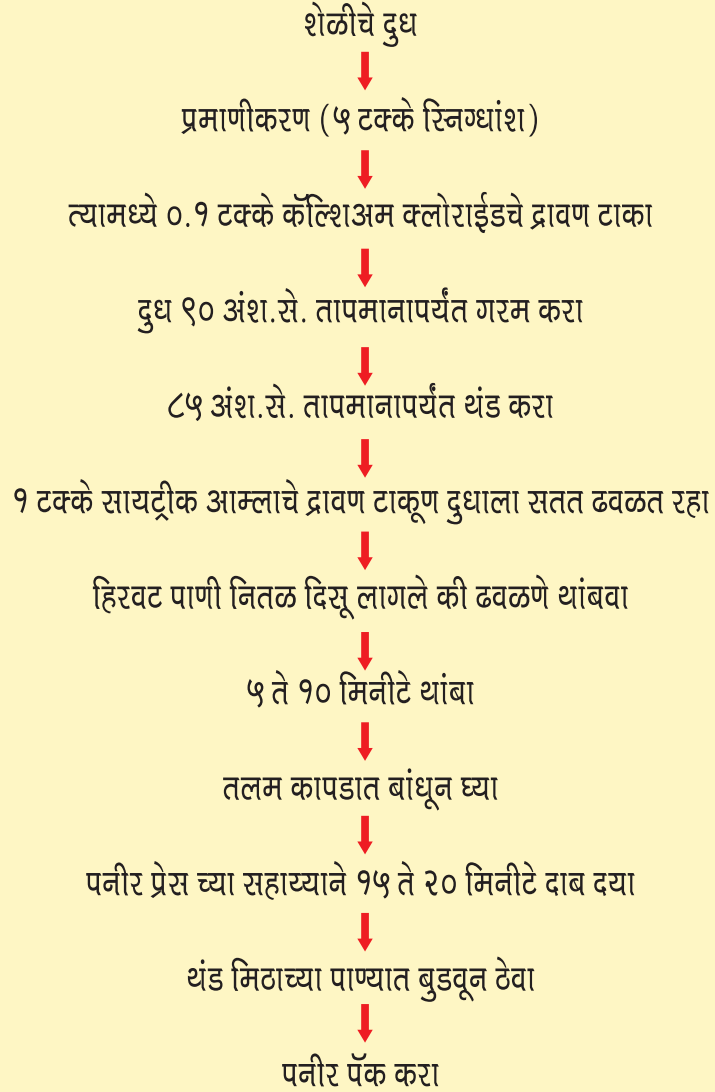 शेळीचे दुध
प्रमाणीकरण (५ टक्के स्निग्धांश)
त्यामध्ये ०.१ टक्के कॅल्शिअम क्लोराईडचे द्रावण टाका
दुध ९० अंश.से. तापमानापर्यंत गरम करा
८५ अंश.से. तापमानापर्यंत थंड करा
१ टक्के सायट्रीक आम्लाचे द्रावण टाकूण दुधाला सतत ढवळत रहा
हिरवट पाणी नितळ दिसू लागले की ढवळणे थांबवा
५ ते १० मिनीटे थांबा
तलम कापडात बांधून घ्या
पनीर प्रेस च्या सहाय्याने १५ ते २० मिनीटे दाब दया
थंड मिठाच्या पाण्यात बुडवून ठेवा
पनीर पॅक करा